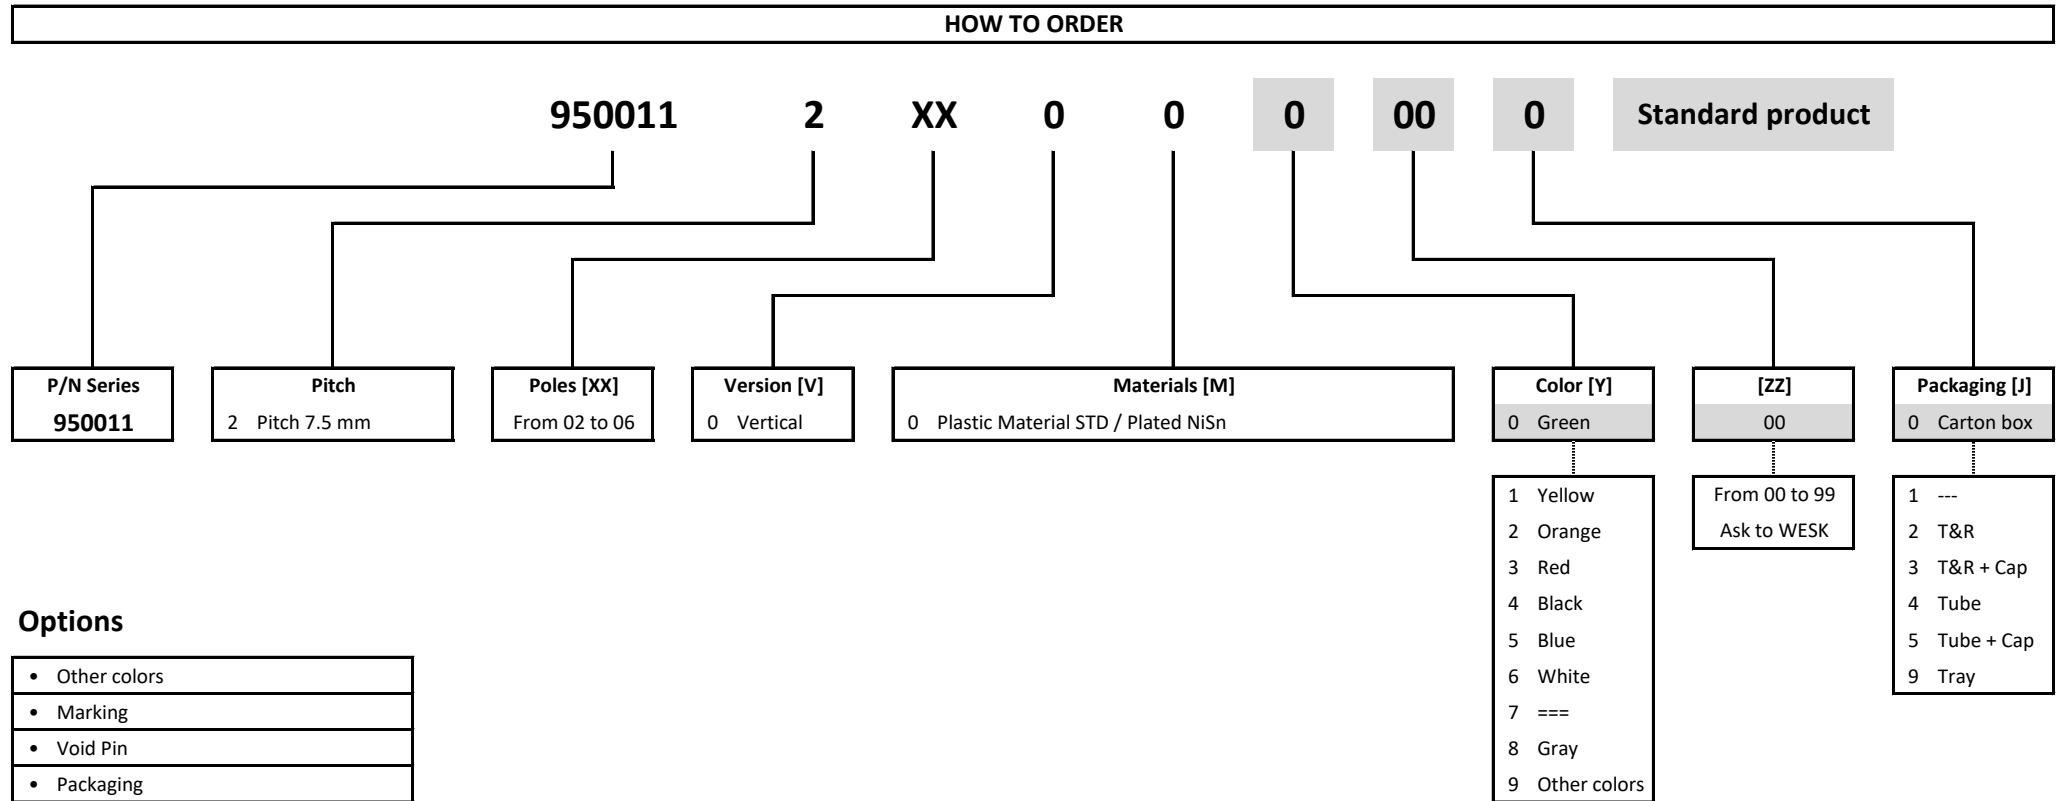 HOW TO ORDER
950011 2 XX 0 0 0 00 0 Standard product
P/N Series Pitch Poles [XX] Version [V] Materials [M] Color [Y] [ZZ] Packaging [J]
950011 2 Pitch 7.5 mm From 02 to 06 0 Vertical 0 Plastic Material STD / Plated NiSn 0 Green 00 0 Carton box
1 Yellow From 00 to 99 1 ---
2 Orange Ask to WESK 2 T&R
3 Red 3 T&R + Cap
4 Black 4 Tube
Options
5 Blue 5 Tube + Cap
• Other colors 6 White 9 Tray
• Marking 7 ===
• Void Pin 8 Gray
• Packaging 9 Other colors